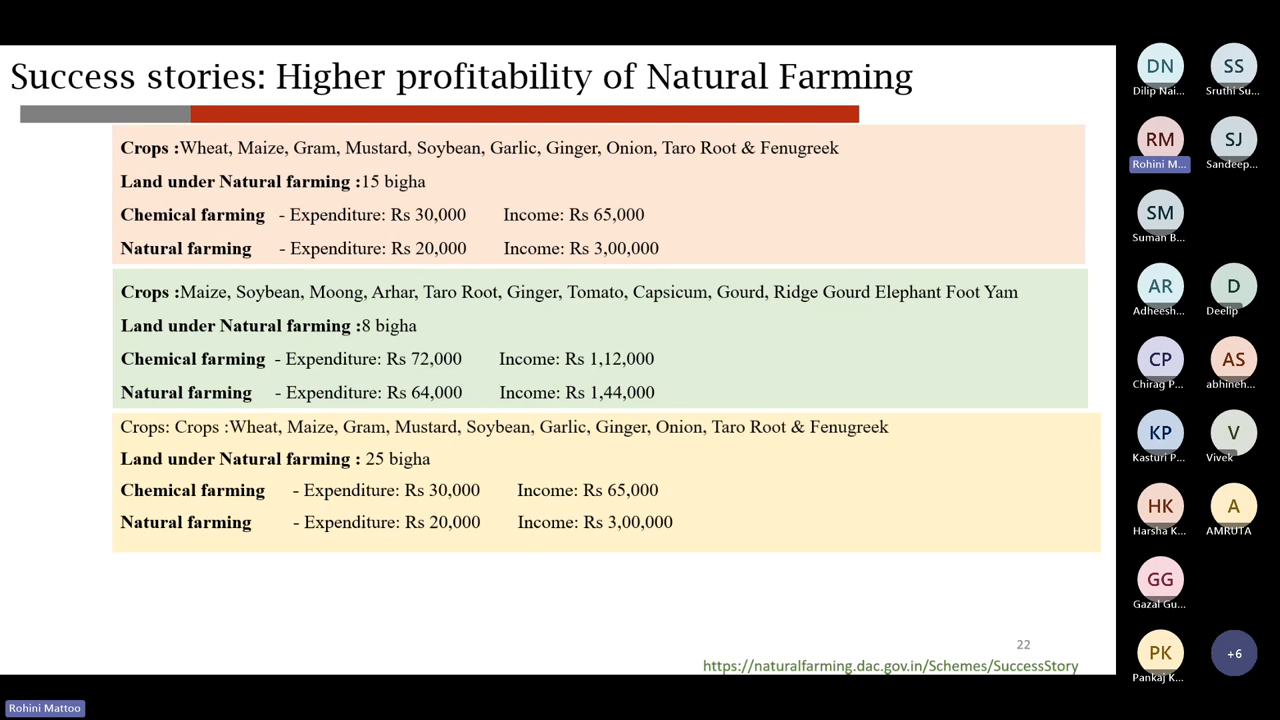 Success stories: Higher profitability of Natural Farming
Crops :Wheat, Maize, Gram, Mustard, Soybean, Garlic, Ginger, Onion, Taro Root & Fenugreek
Land under Natural farming :15 bigha
Chemical farming - Expenditure: Rs 30,000 Income: Rs 65,000
Natural farming - Expenditure: Rs 20,000 Income: Rs 3,00,000
Crops :Maize, Soybean, Moong, Arhar, Taro Root, Ginger, Tomato, Capsicum, Gourd, Ridge Gourd Elephant Foot Yam
Land under Natural farming :8 bigha
Chemical farming - Expenditure: Rs 72,000 Income: Rs 1,12,000
Natural farming - Expenditure: Rs 64,000 Income: Rs 1,44,000
Crops: Crops :Wheat, Maize, Gram, Mustard, Soybean, Garlic, Ginger, Onion, Taro Root & Fenugreek
Land under Natural farming : 25 bigha
Chemical farming - Expenditure: Rs 30,000 Income: Rs 65,000
Natural farming - Expenditure: Rs 20,000 Income: Rs 3,00,000
22
https://naturalfarming.dac.gov.in/Schemes/SuccessStory
Rohini Mattoo
DN SS
Dilip Nai... Sruthi Su...
RM SJ
Rohini M... Sandeep...
SM
Suman B...
AR D
Adheesh... Deelip
CP AS
Chirag P... abhineh...
KP V
Kasturi P... Vivek
HK A
Harsha K... AMRUTA
GG
Gazal Gu...
PK +6
Pankaj K...